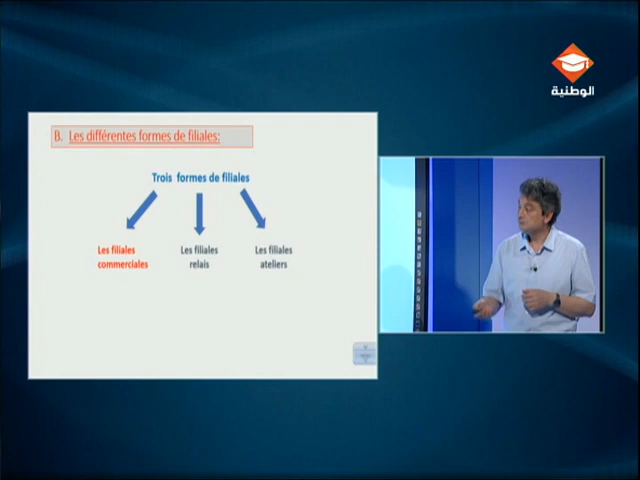 الوطنية
B. Les différentes formes de filiales:
Trois formes de filiales
Les filiales
commerciales
Les filiales
relais
Les filiales
ateliers